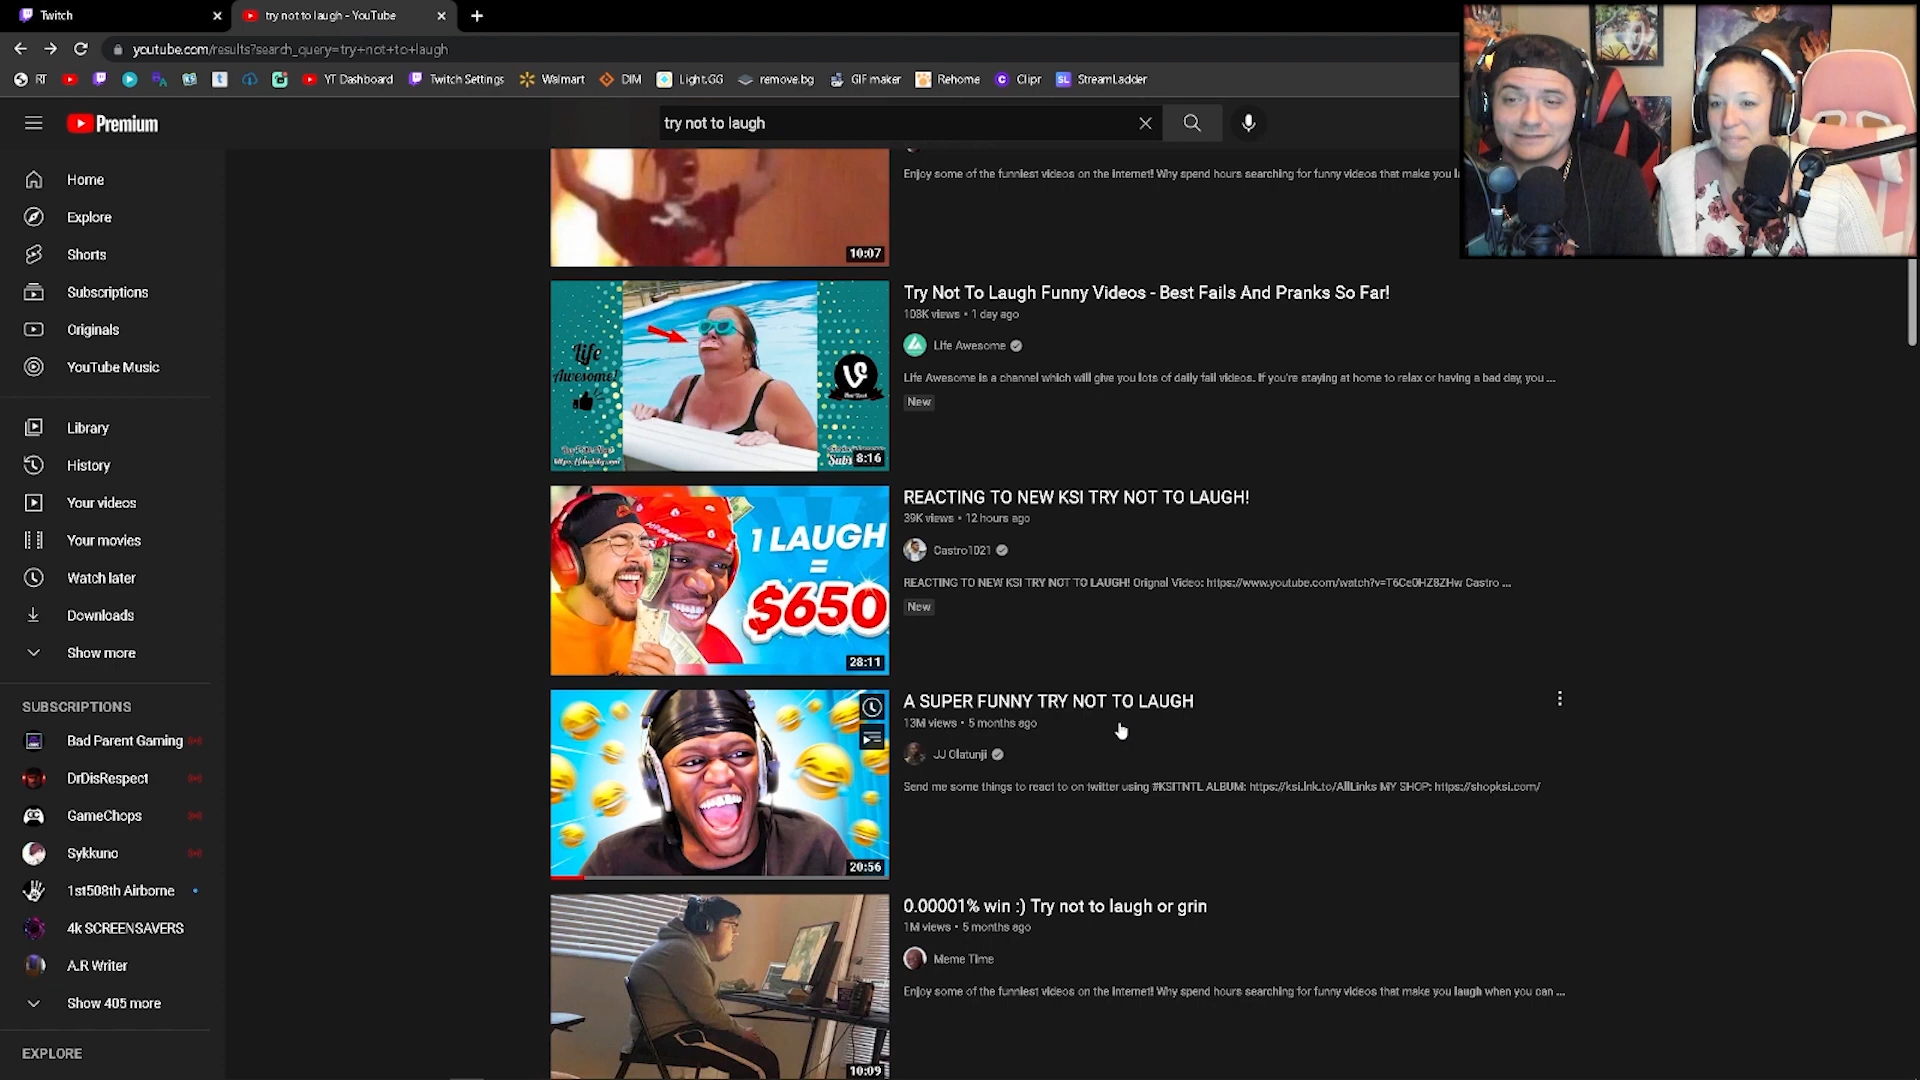 Twitch
try not to laugh - YouTube
youtube.com/results?search_query=try+not+to+laugh
RT
YT Dashboard
Twitch Settings
Walmart
DIM
Light.GG
remove.bg
GIF maker
Rehome
Clipr
SL
StreamLadder
Premium
try not to laugh
Home
Explore
Shorts
Subscriptions
Originals
YouTube Music
Library
History
Your videos
Your movies
Watch later
Downloads
Show more
SUBSCRIPTIONS
Bad Parent Gaming
DrDisRespect
GameChops
Sykkuno
1st508th Airborne
4k SCREENSAVERS
A.R Writer
Show 405 more
EXPLORE
10:07
Enjoy some of the funniest videos on the internet! Why spend hours searching for funny videos that make you
Life
Awesome!
8:16
Try Not To Laugh Funny Videos - Best Fails And Pranks So Far!
108K views • 1 day ago
Life Awesome
Life Awesome is a channel which will give you lots of daily fail videos. If you're staying at home to relax or having a bad day, you ...
New
1 LAUGH
=
$650
28:11
REACTING TO NEW KSI TRY NOT TO LAUGH!
39K views • 12 hours ago
Castro1021
REACTING TO NEW KSI TRY NOT TO LAUGH! Orignal Video: https://www.youtube.com/watch?v=T6Ce0HZ8ZHw Castro ...
New
20:56
A SUPER FUNNY TRY NOT TO LAUGH
13M views • 5 months ago
JJ Olatunji
Send me some things to react to on twitter using #KSITNTL ALBUM: https://ksi.lnk.to/AllLinks MY SHOP: https://shopksi.com/
10:09
0.00001% win :) Try not to laugh or grin
1M views • 5 months ago
Meme Time
Enjoy some of the funniest videos on the internet! Why spend hours searching for funny videos that make you laugh when you can ...